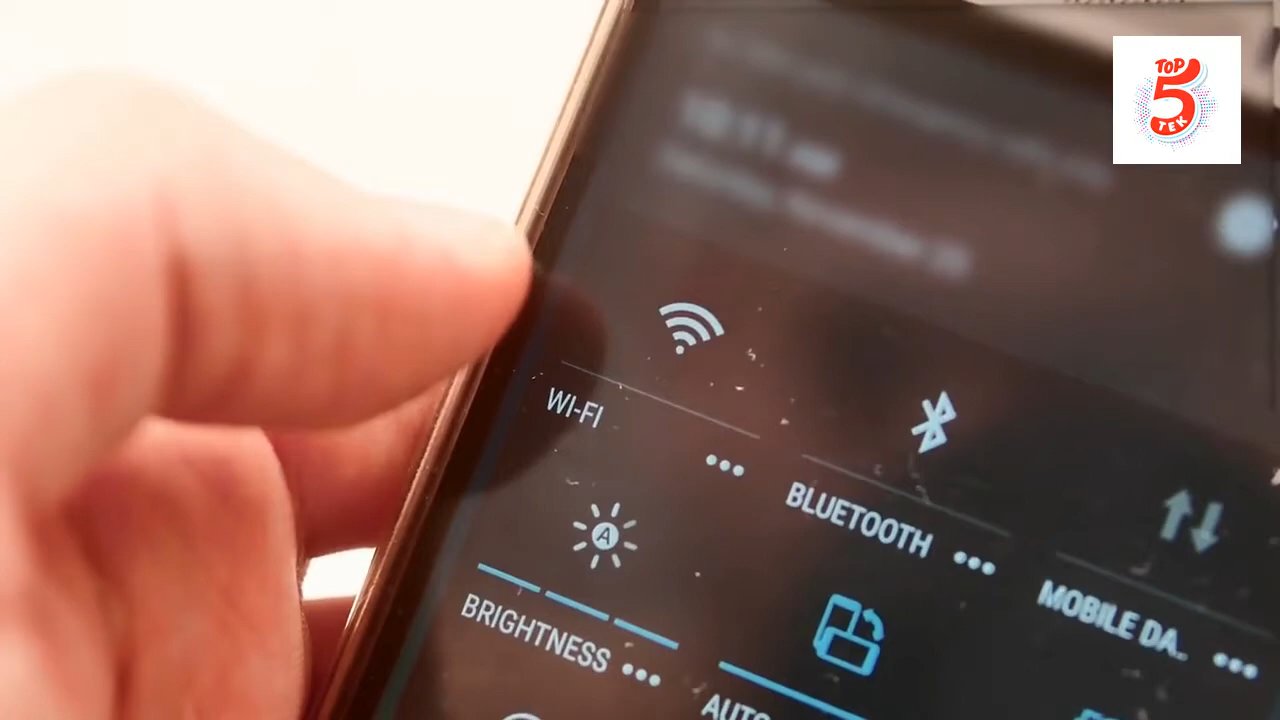 TOP
5
TEK
WI-FI
BLUETOOTH
MOBILE DA..
A
BRIGHTNESS
AUTO